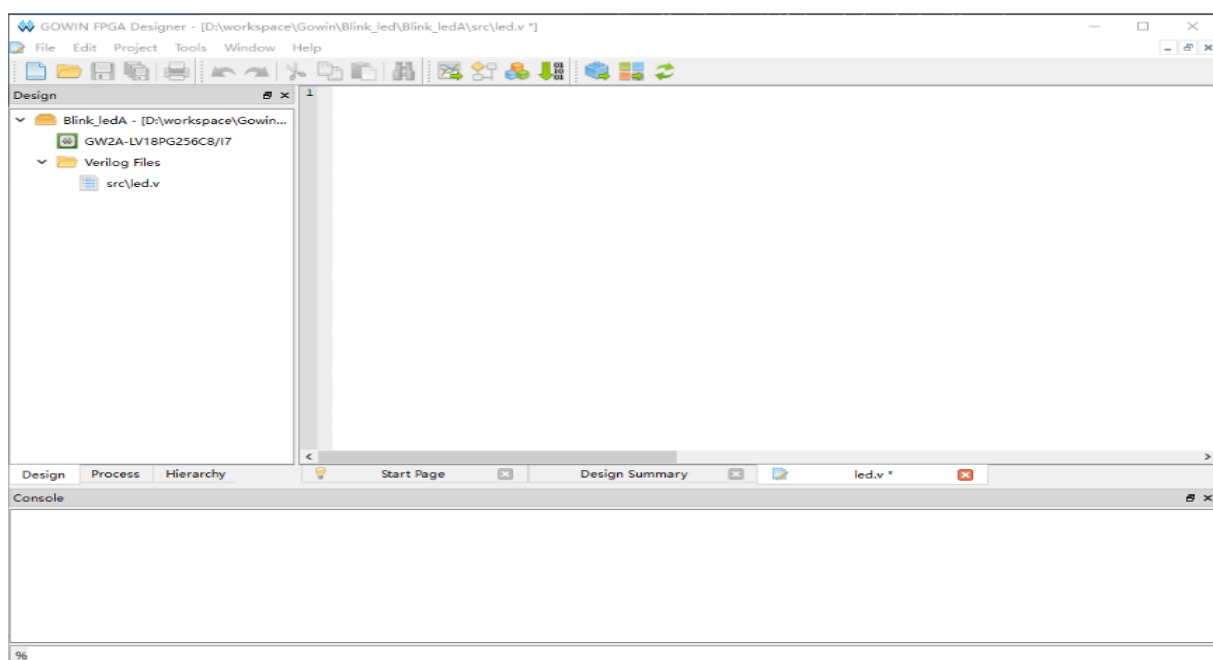 GOWIN FPGA Designer - [D:\workspace\Gowin\Blink_led\Blink_ledA\src\led.v *]
File Edit Project Tools Window Help
Design
1
Blink_ledA - [D:\workspace\Gowin...
GW2A-LV18PG256C8/I7
Verilog Files
src\led.v
Design Process Hierarchy
Start Page Design Summary led.v *
Console
%